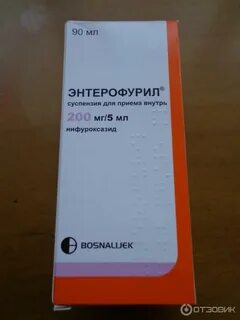 90 мл
ЭНТЕРОФУРИЛ®
суспензия для приема внутрь
200 мг/5 мл
нифуроксазид
BOSNALIJEK
ОТЗОВИК